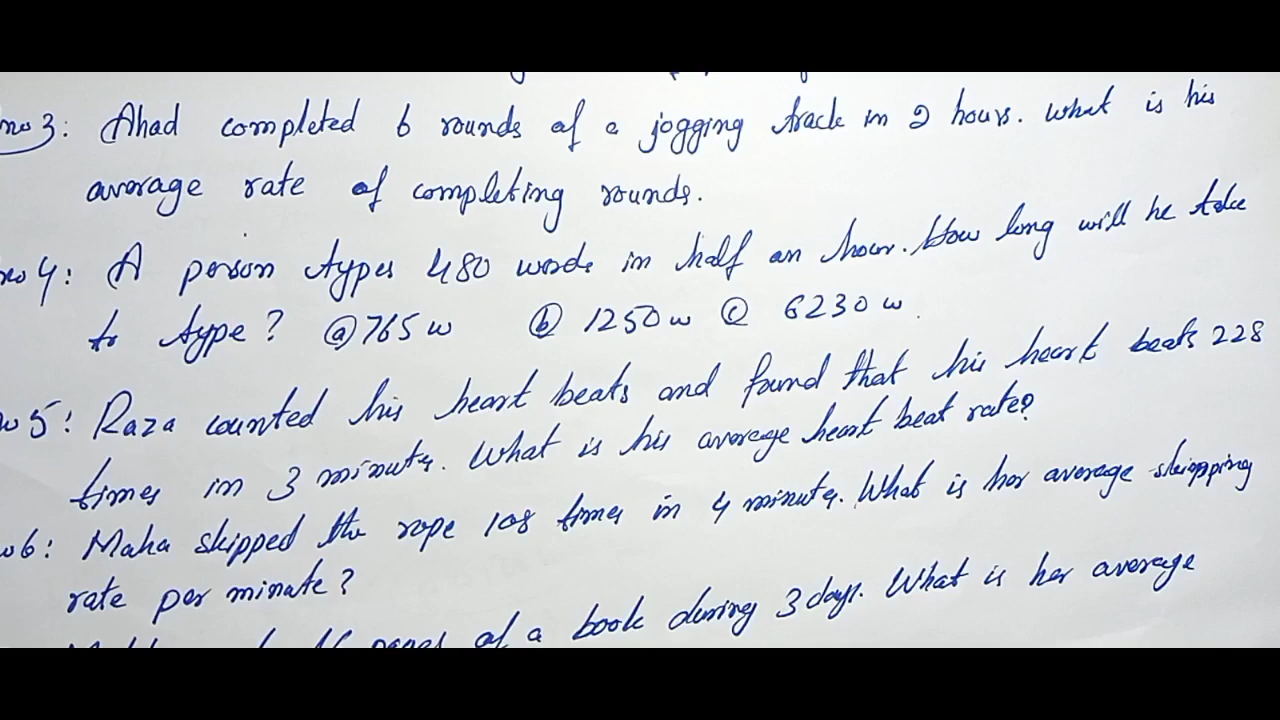 no 3: Ahad completed 6 rounds of a jogging track in 2 hours. What is his
average rate of completing rounds.
no 4: A person types 480 words in half an hour. How long will he take
to type? (a) 765 w (b) 1250 w (c) 6230 w
o 5: Raza counted his heart beats and found that his heart beats 228
times in 3 minutes. What is his average heart beat rate?
o 6: Maha skipped the rope 108 times in 4 minutes. What is her average skipping
rate per minute?
pages of a book during 3 days. What is her average